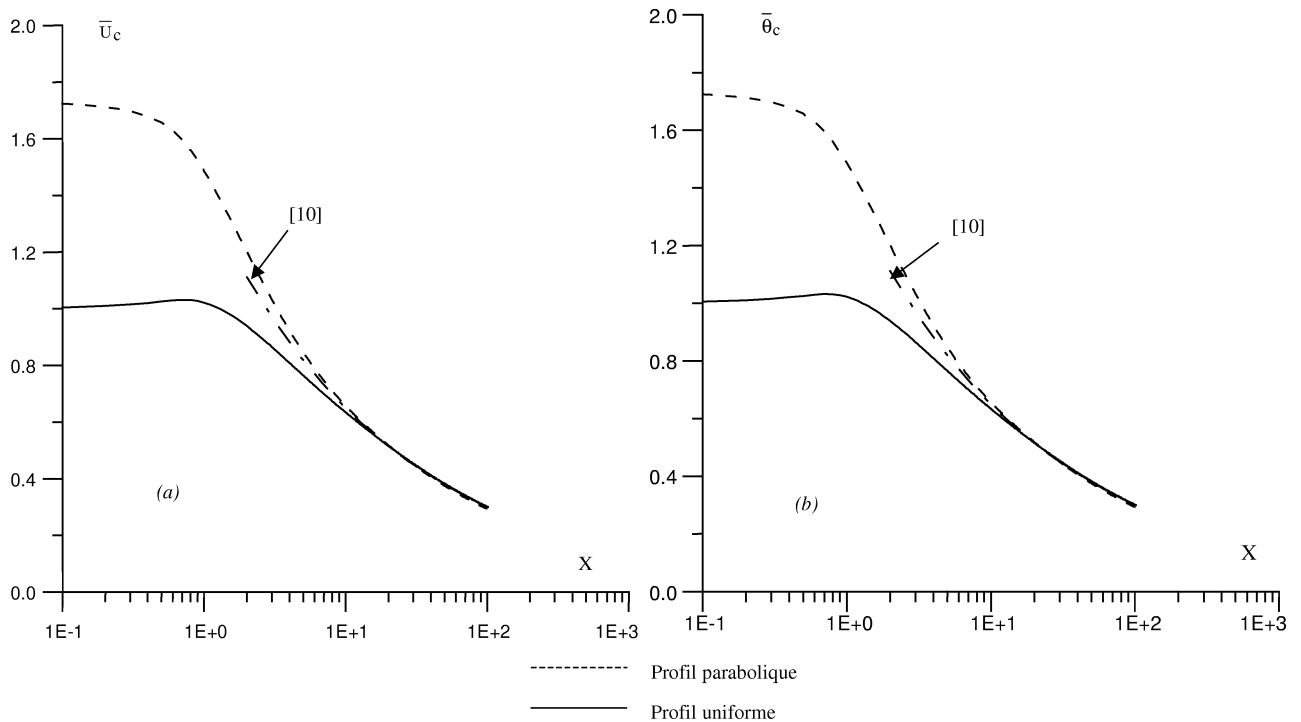 U̅c
2.0
1.6
1.2
0.8
0.4
0.0
[10]
(a)
X
1E-1 1E+0 1E+1 1E+2 1E+3
θ̅c
2.0
1.6
1.2
0.8
0.4
0.0
[10]
(b)
X
1E-1 1E+0 1E+1 1E+2 1E+3
Profil parabolique
Profil uniforme